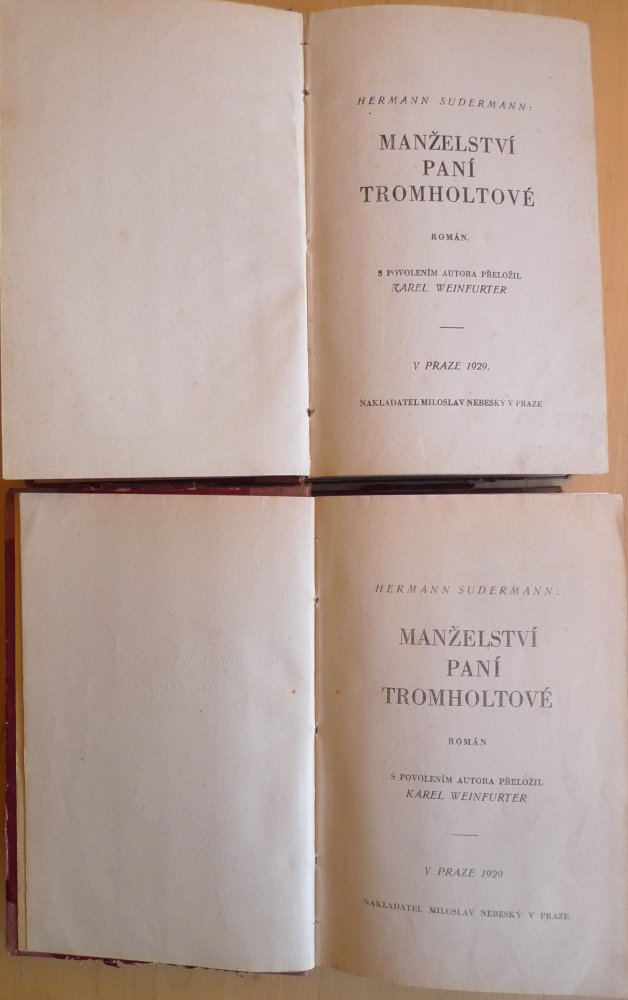 HERMANN SUDERMANN:
MANŽELSTVÍ
PANÍ
TROMHOLTOVÉ
ROMÁN.
S POVOLENÍM AUTORA PŘELOŽIL
KAREL WEINFURTER
V PRAZE 1929.
NAKLADATEL MILOSLAV NEBESKÝ V PRAZE
HERMANN SUDERMANN:
MANŽELSTVÍ
PANÍ
TROMHOLTOVÉ
ROMÁN
S POVOLENÍM AUTORA PŘELOŽIL
KAREL WEINFURTER
V PRAZE 1929
NAKLADATEL MILOSLAV NEBESKÝ V PRAZE